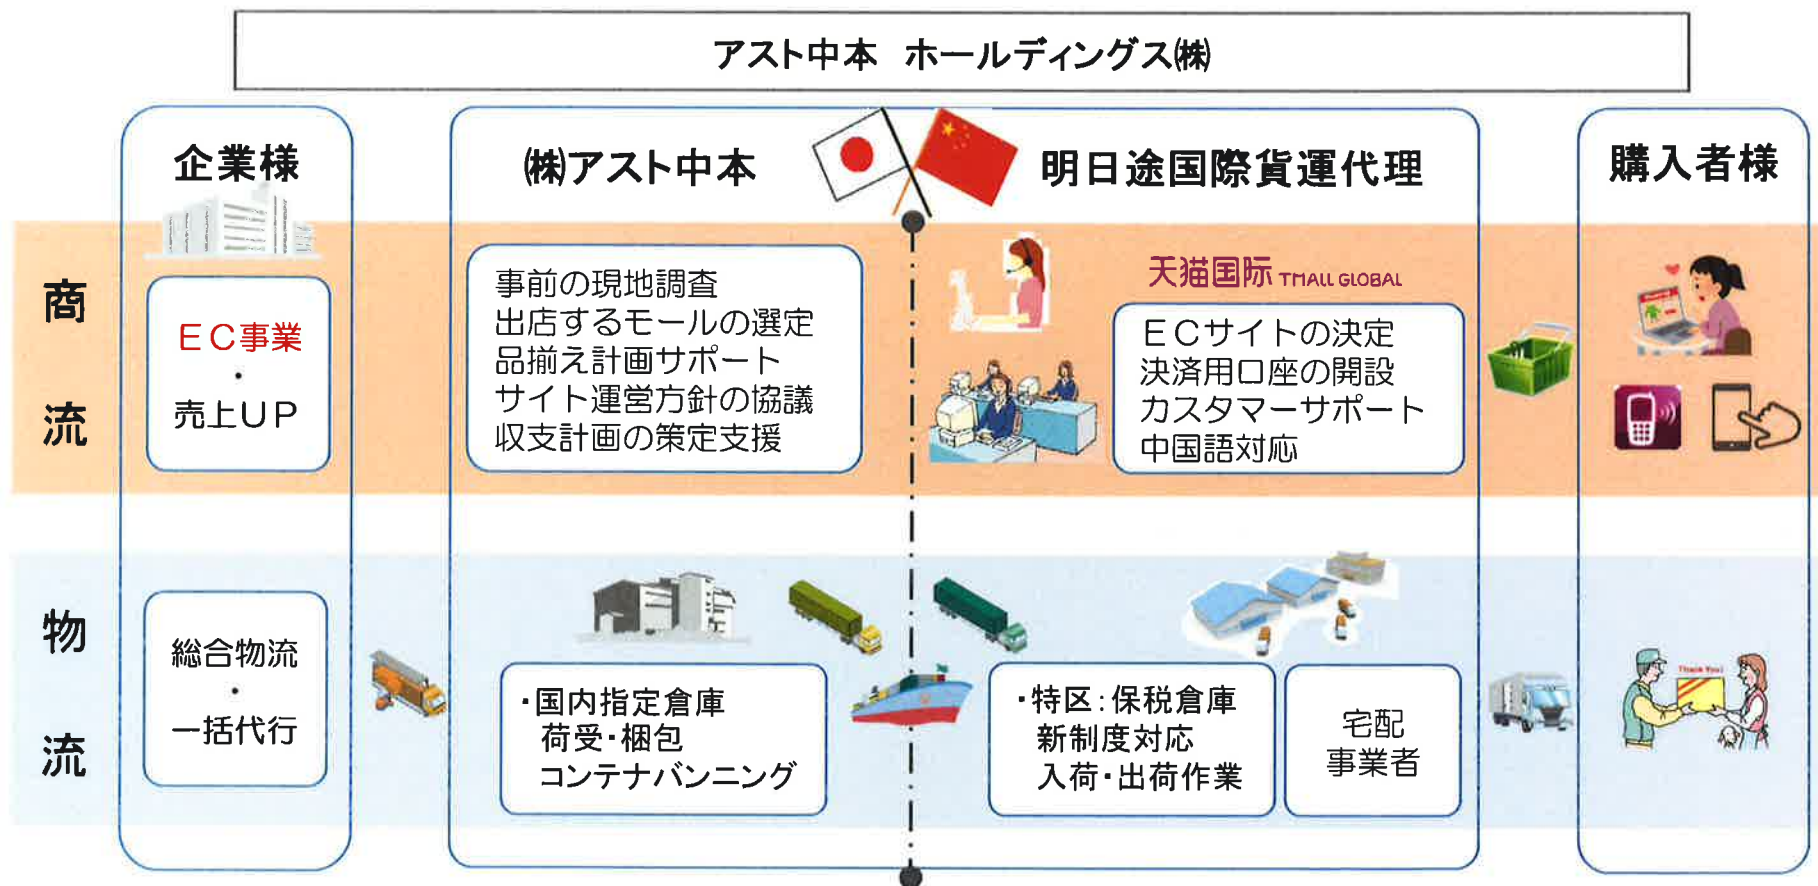 アスト中本 ホールディングス㈱
企業様
㈱アスト中本
明日途国際貨運代理
購入者様
商流
EC事業
・
売上UP
事前の現地調査
出店するモールの選定
品揃え計画サポート
サイト運営方針の協議
収支計画の策定支援
天猫国际 TMALL GLOBAL
ECサイトの決定
決済用口座の開設
カスタマーサポート
中国語対応
物流
総合物流
・
一括代行
・国内指定倉庫
荷受・梱包
コンテナバンニング
・特区:保税倉庫
新制度対応
入荷・出荷作業
宅配
事業者
Thank You!